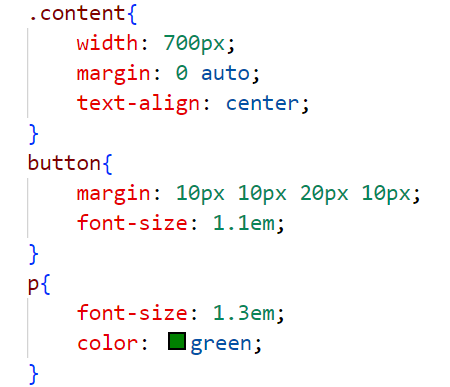 .content{
    width: 700px;
    margin: 0 auto;
    text-align: center;
}
button{
    margin: 10px 10px 20px 10px;
    font-size: 1.1em;
}
p{
    font-size: 1.3em;
    color: green;
}